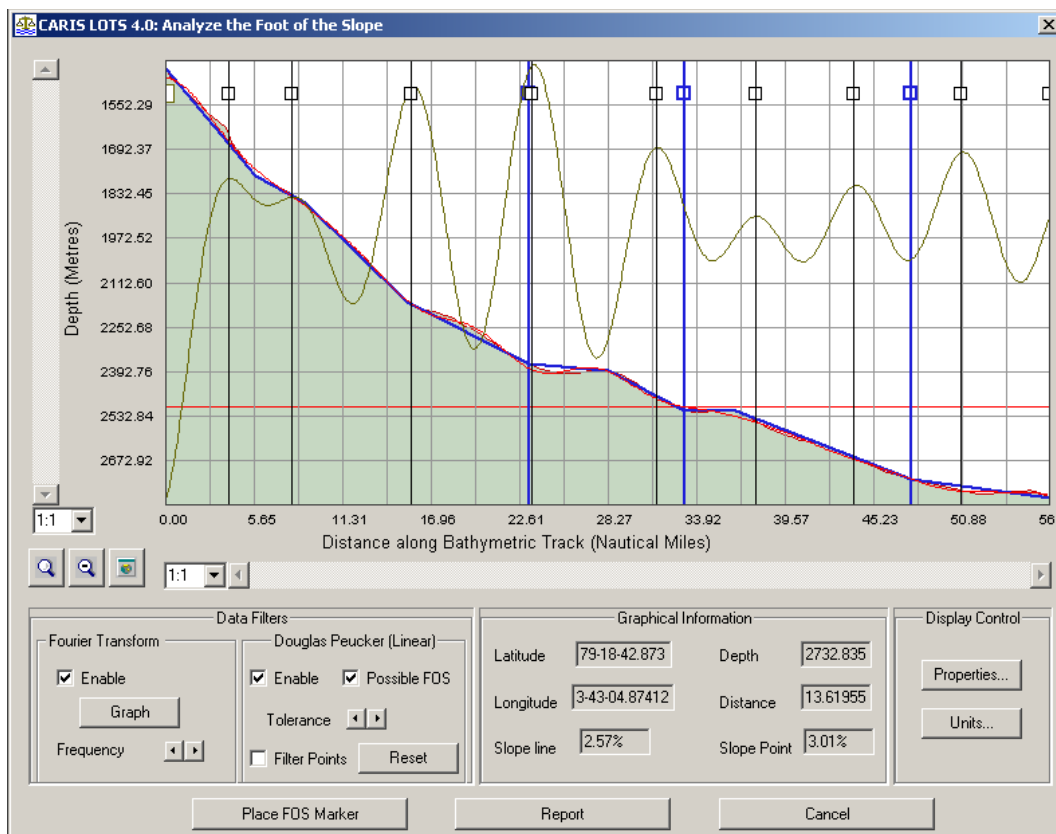 CARIS LOTS 4.0: Analyze the Foot of the Slope
Depth (Metres)
1552.29
1692.37
1832.45
1972.52
2112.60
2252.68
2392.76
2532.84
2672.92
1:1
0.00 5.65 11.31 16.96 22.61 28.27 33.92 39.57 45.23 50.88 56
Distance along Bathymetric Track (Nautical Miles)
1:1
Data Filters
Fourier Transform
Enable
Graph
Frequency
Douglas Peucker (Linear)
Enable Possible FOS
Tolerance
Filter Points Reset
Graphical Information
Latitude 79-18-42.873 Depth 2732.835
Longitude 3-43-04.87412 Distance 13.61955
Slope line 2.57% Slope Point 3.01%
Display Control
Properties...
Units...
Place FOS Marker Report Cancel